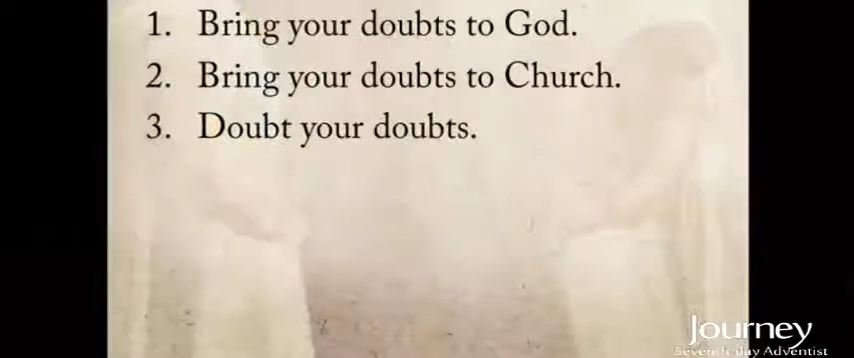 1. Bring your doubts to God.
2. Bring your doubts to Church.
3. Doubt your doubts.
Journey
Seventh-day Adventist